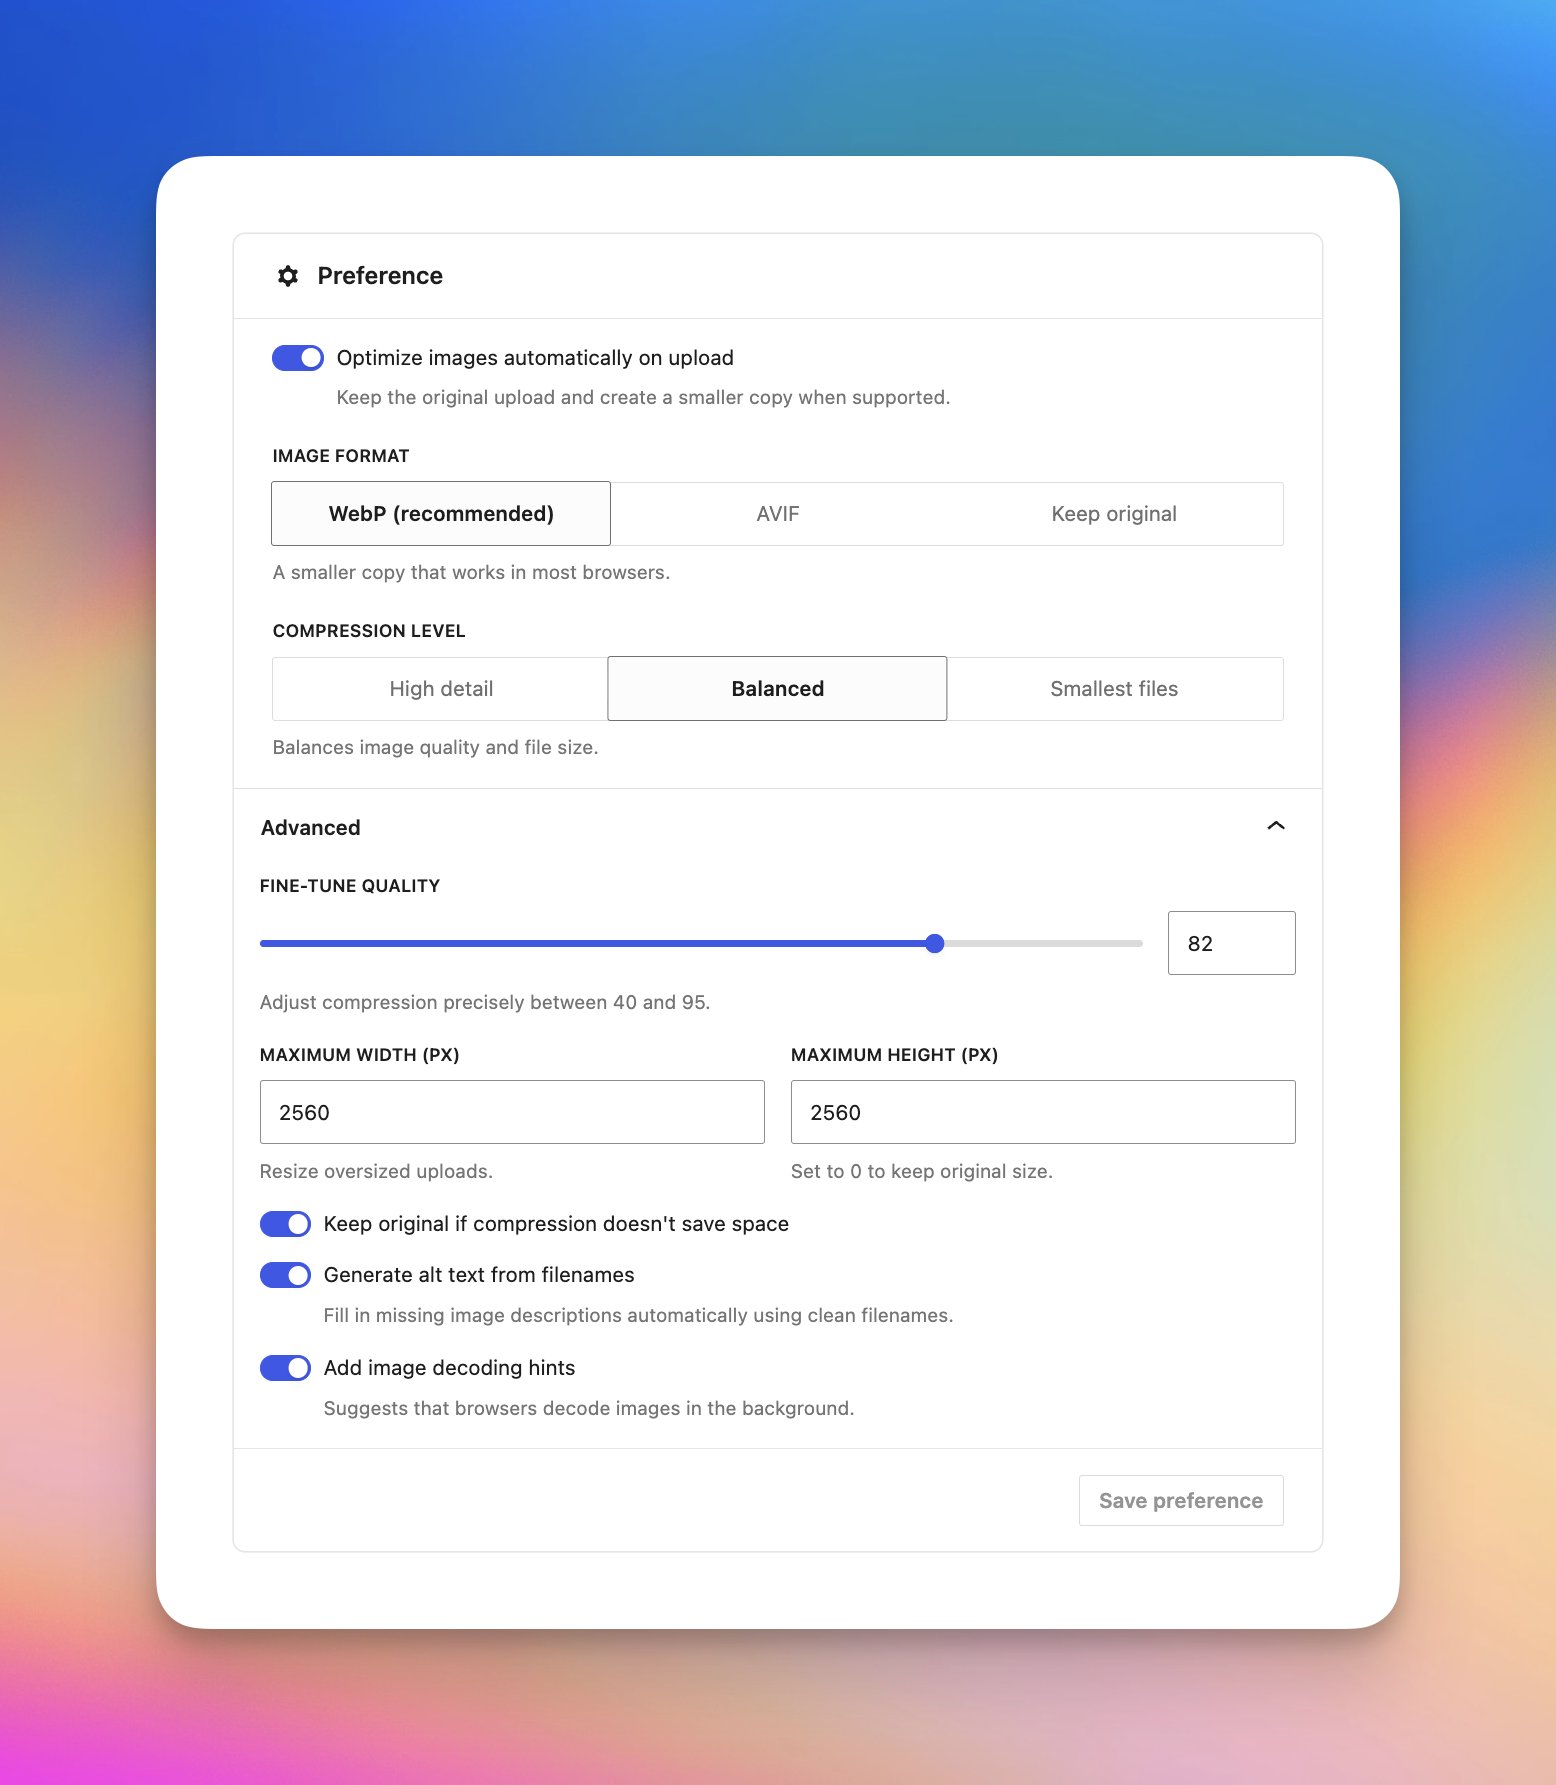 Preference
Optimize images automatically on upload
Keep the original upload and create a smaller copy when supported.
IMAGE FORMAT
WebP (recommended) AVIF Keep original
A smaller copy that works in most browsers.
COMPRESSION LEVEL
High detail Balanced Smallest files
Balances image quality and file size.
Advanced
FINE-TUNE QUALITY
82
Adjust compression precisely between 40 and 95.
MAXIMUM WIDTH (PX) MAXIMUM HEIGHT (PX)
2560 2560
Resize oversized uploads. Set to 0 to keep original size.
Keep original if compression doesn't save space
Generate alt text from filenames
Fill in missing image descriptions automatically using clean filenames.
Add image decoding hints
Suggests that browsers decode images in the background.
Save preference